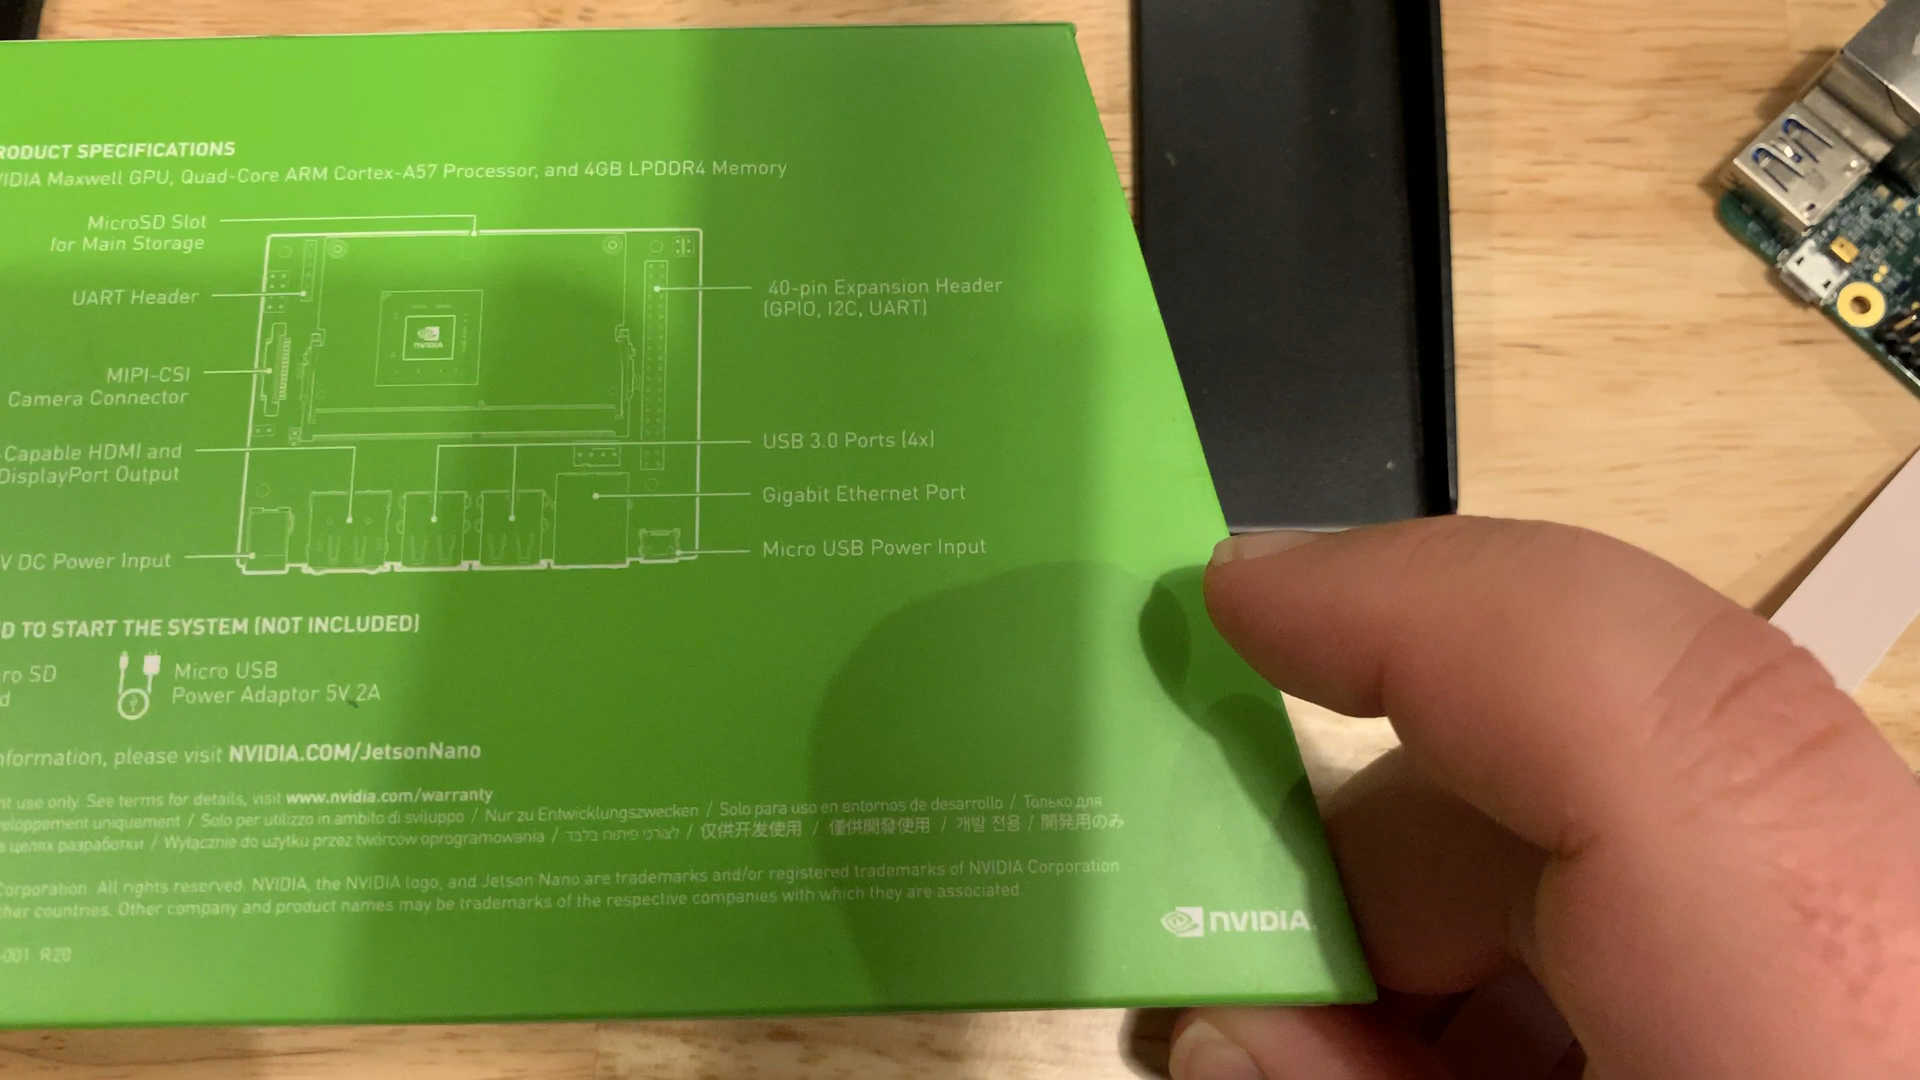 RODUCT SPECIFICATIONS
VIDIA Maxwell GPU, Quad-Core ARM Cortex-A57 Processor, and 4GB LPDDR4 Memory
MicroSD Slot
for Main Storage
UART Header
MIPI-CSI
Camera Connector
Capable HDMI and
DisplayPort Output
V DC Power Input
NVIDIA
40-pin Expansion Header
(GPIO, I2C, UART)
USB 3.0 Ports (4x)
Gigabit Ethernet Port
Micro USB Power Input
D TO START THE SYSTEM (NOT INCLUDED)
ro SD
d
Micro USB
Power Adaptor 5V 2A
nformation, please visit NVIDIA.COM/JetsonNano
nt use only. See terms for details, visit www.nvidia.com/warranty
veloppement uniquement / Solo per utilizzo in ambito di sviluppo / Nur zu Entwicklungszwecken / Solo para uso en entornos de desarrollo / Только для
в целях разработки / Wyłącznie do użytku przez twórców oprogramowania / לצורכי פיתוח בלבד / 仅供开发使用 / 僅供開發使用 / 개발 전용 / 開発用のみ
Corporation. All rights reserved. NVIDIA, the NVIDIA logo, and Jetson Nano are trademarks and/or registered trademarks of NVIDIA Corporation
ther countries. Other company and product names may be trademarks of the respective companies with which they are associated.
-001 R20
NVIDIA.